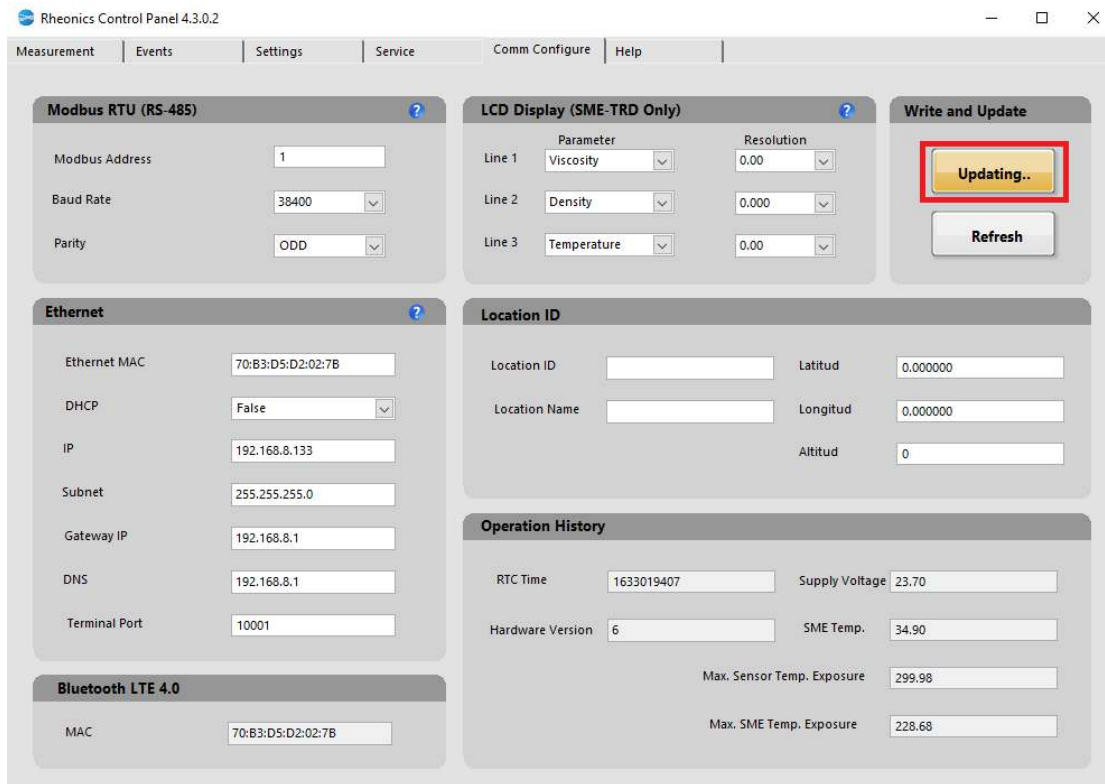 Rheonics Control Panel 4.3.0.2
Measurement Events Settings Service Comm Configure Help
Modbus RTU (RS-485)
Modbus Address 1
Baud Rate 38400
Parity ODD
LCD Display (SME-TRD Only)
Parameter Resolution
Line 1 Viscosity 0.00
Line 2 Density 0.000
Line 3 Temperature 0.00
Write and Update
Updating..
Refresh
Ethernet
Ethernet MAC 70:B3:D5:D2:02:7B
DHCP False
IP 192.168.8.133
Subnet 255.255.255.0
Gateway IP 192.168.8.1
DNS 192.168.8.1
Terminal Port 10001
Location ID
Location ID Latitud 0.000000
Location Name Longitud 0.000000
Altitud 0
Operation History
RTC Time 1633019407 Supply Voltage 23.70
Hardware Version 6 SME Temp. 34.90
Max. Sensor Temp. Exposure 299.98
Max. SME Temp. Exposure 228.68
Bluetooth LTE 4.0
MAC 70:B3:D5:D2:02:7B